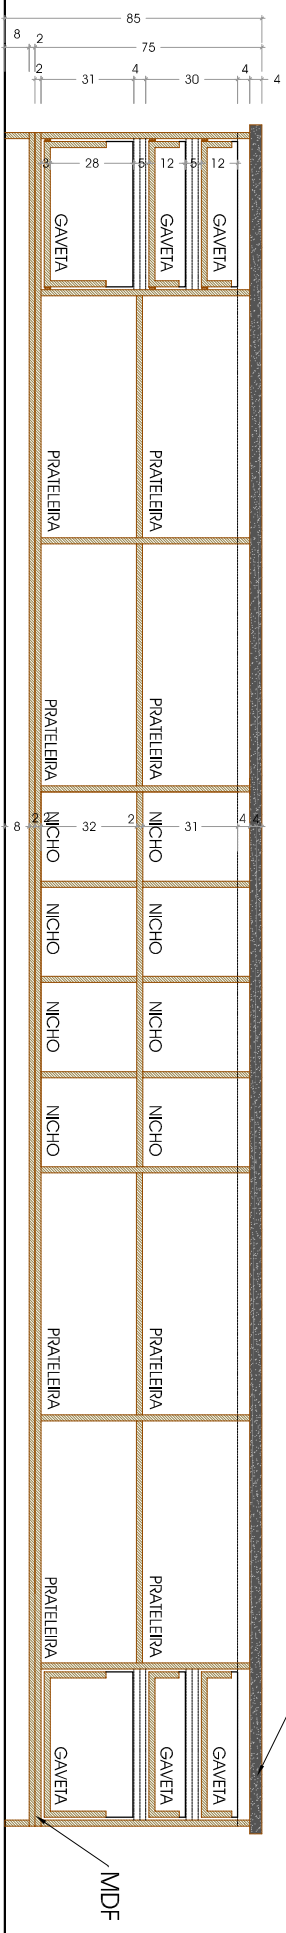 85
8 2 75
2 31 4 30 4 4
3 28 5 12 5 12
GAVETA GAVETA GAVETA
PRATELEIRA PRATELEIRA
PRATELEIRA PRATELEIRA
8 2 2 32 2 31 4 4
NICHO NICHO
NICHO NICHO
NICHO NICHO
NICHO NICHO
PRATELEIRA PRATELEIRA
PRATELEIRA PRATELEIRA
GAVETA GAVETA GAVETA
MDF